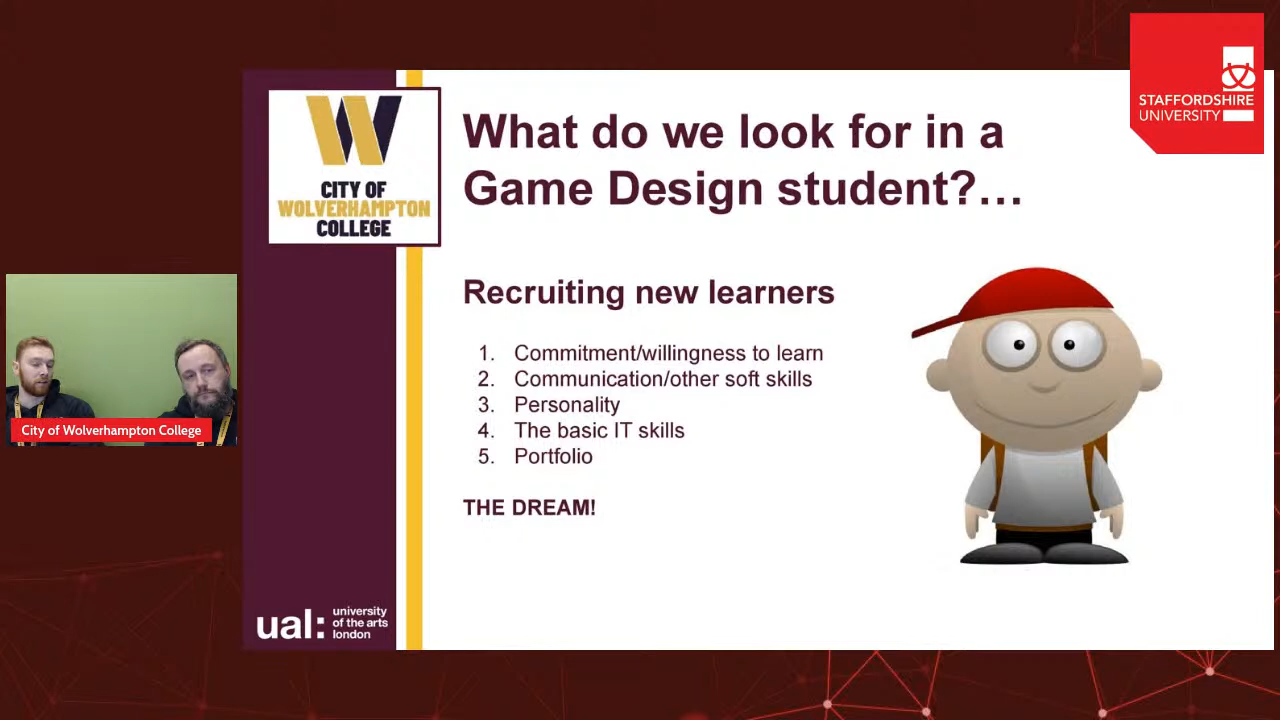 STAFFORDSHIRE
UNIVERSITY
CITY OF
WOLVERHAMPTON
COLLEGE
What do we look for in a
Game Design student?...
Recruiting new learners
1. Commitment/willingness to learn
2. Communication/other soft skills
3. Personality
4. The basic IT skills
5. Portfolio
THE DREAM!
City of Wolverhampton College
ual: university
of the arts
london